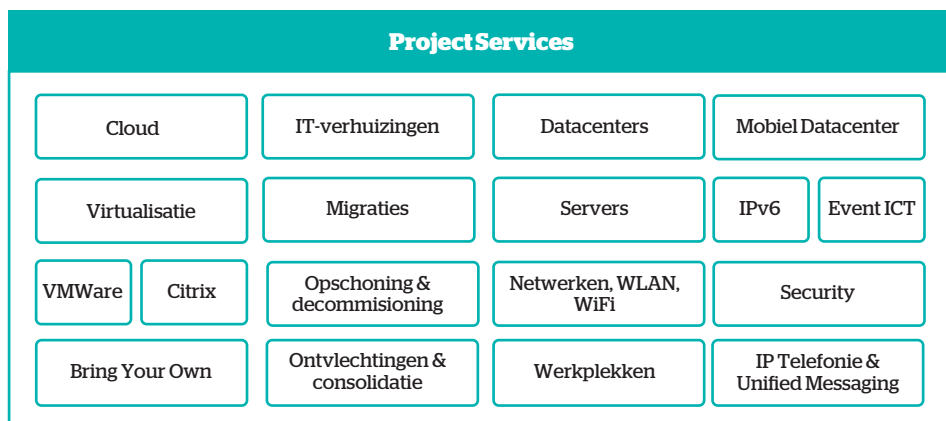 Project Services
Cloud
IT-verhuizingen
Datacenters
Mobiel Datacenter
Virtualisatie
Migraties
Servers
IPv6
Event ICT
VMWare
Citrix
Opschoning &
decommisioning
Netwerken, WLAN,
WiFi
Security
Bring Your Own
Ontvlechtingen &
consolidatie
Werkplekken
IP Telefonie &
Unified Messaging